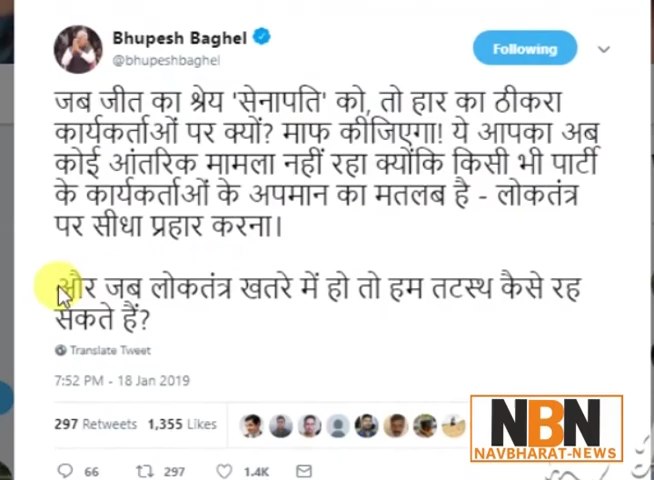 Bhupesh Baghel
@bhupeshbaghel
Following
जब जीत का श्रेय 'सेनापति' को, तो हार का ठीकरा
कार्यकर्ताओं पर क्यों? माफ कीजिएगा! ये आपका अब
कोई आंतरिक मामला नहीं रहा क्योंकि किसी भी पार्टी
के कार्यकर्ताओं के अपमान का मतलब है - लोकतंत्र
पर सीधा प्रहार करना।
और जब लोकतंत्र खतरे में हो तो हम तटस्थ कैसे रह
सकते हैं?
Translate Tweet
7:52 PM - 18 Jan 2019
297 Retweets 1,355 Likes
NBN
NAVBHARAT-NEWS
66 297 1.4K